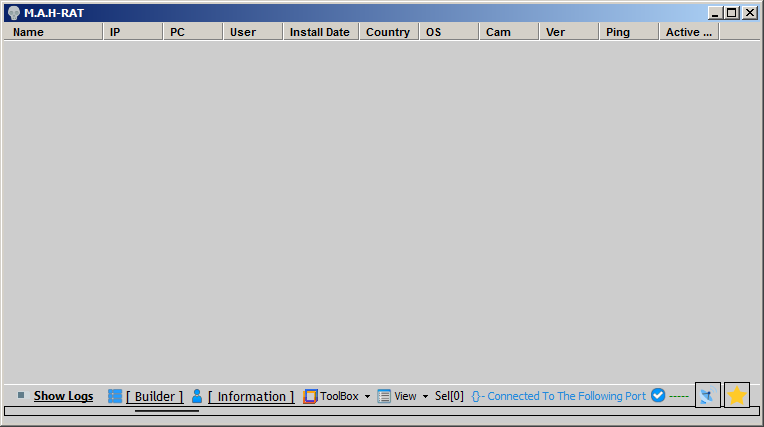 M.A.H-RAT
Name IP PC User Install Date Country OS Cam Ver Ping Active ...
Show Logs [ Builder ] [ Information ] ToolBox View Sel[0] {}- Connected To The Following Port -----